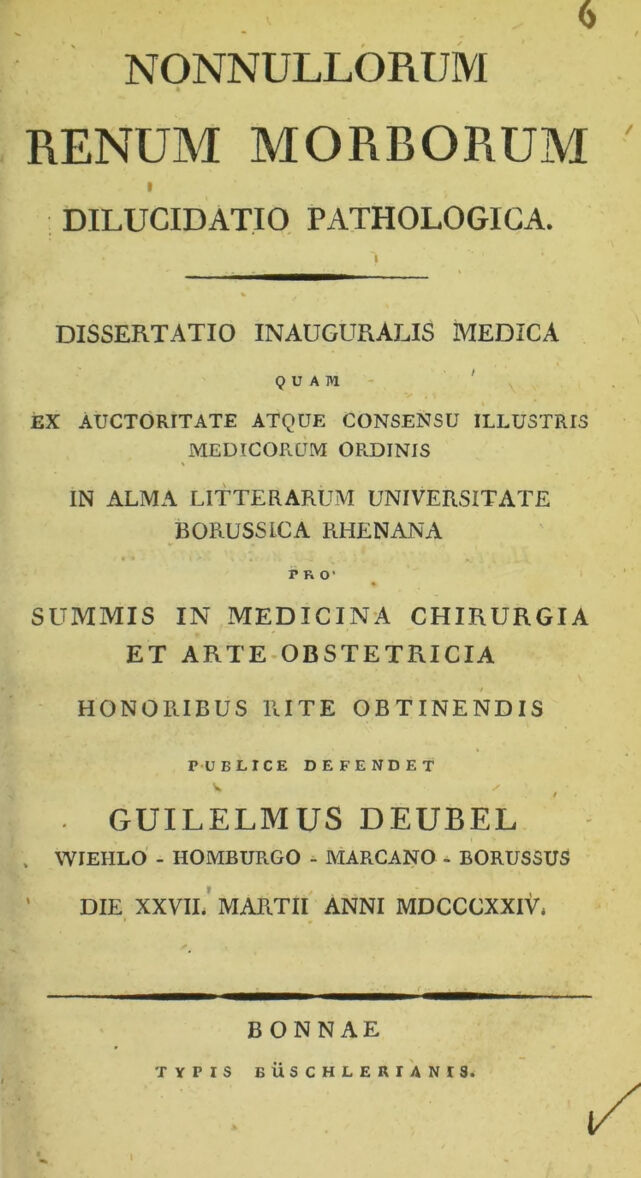 6
NONNULLORUM
RENUM MORBORUM
DILUCIDATIO PATHOLOGICA.
DISSERTATIO INAUGURALIS MEDICA
QUAM
EX AUCTORITATE ATQUE CONSENSU ILLUSTRIS
MEDICORUM ORDINIS
IN ALMA LITTERARUM UNIVERSITATE
BORUSSICA RHENANA
PRO
SUMMIS IN MEDICINA CHIRURGIA
ET ARTE OBSTETRICIA
HONORIBUS RITE OBTINENDIS
PUBLICE DEFENDET
GUILELMUS DEUBEL
WIEHLO - HOMBURGO - MARCANO - BORUSSUS
DIE XXVII. MARTII ANNI MDCCCXXIV.
BONNAE
TYPIS BÜSCHLERIANIS.